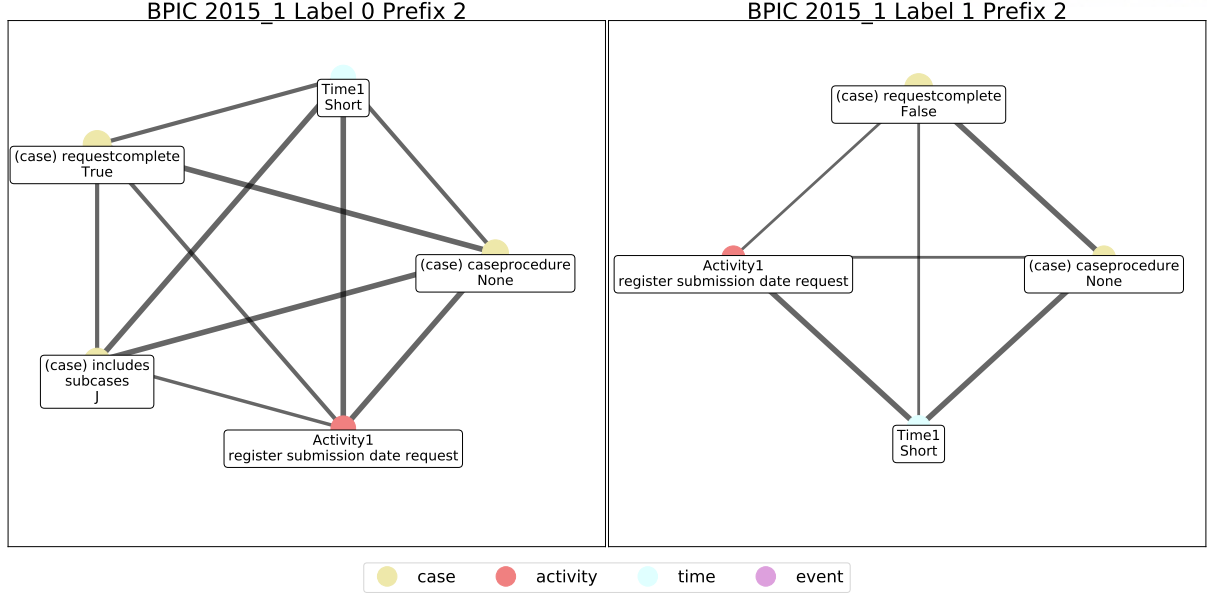 BPIC 2015_1 Label 0 Prefix 2
Time1
Short
(case) requestcomplete
True
(case) caseprocedure
None
(case) includes
subcases
J
Activity1
register submission date request
BPIC 2015_1 Label 1 Prefix 2
(case) requestcomplete
False
Activity1
register submission date request
(case) caseprocedure
None
Time1
Short
case activity time event